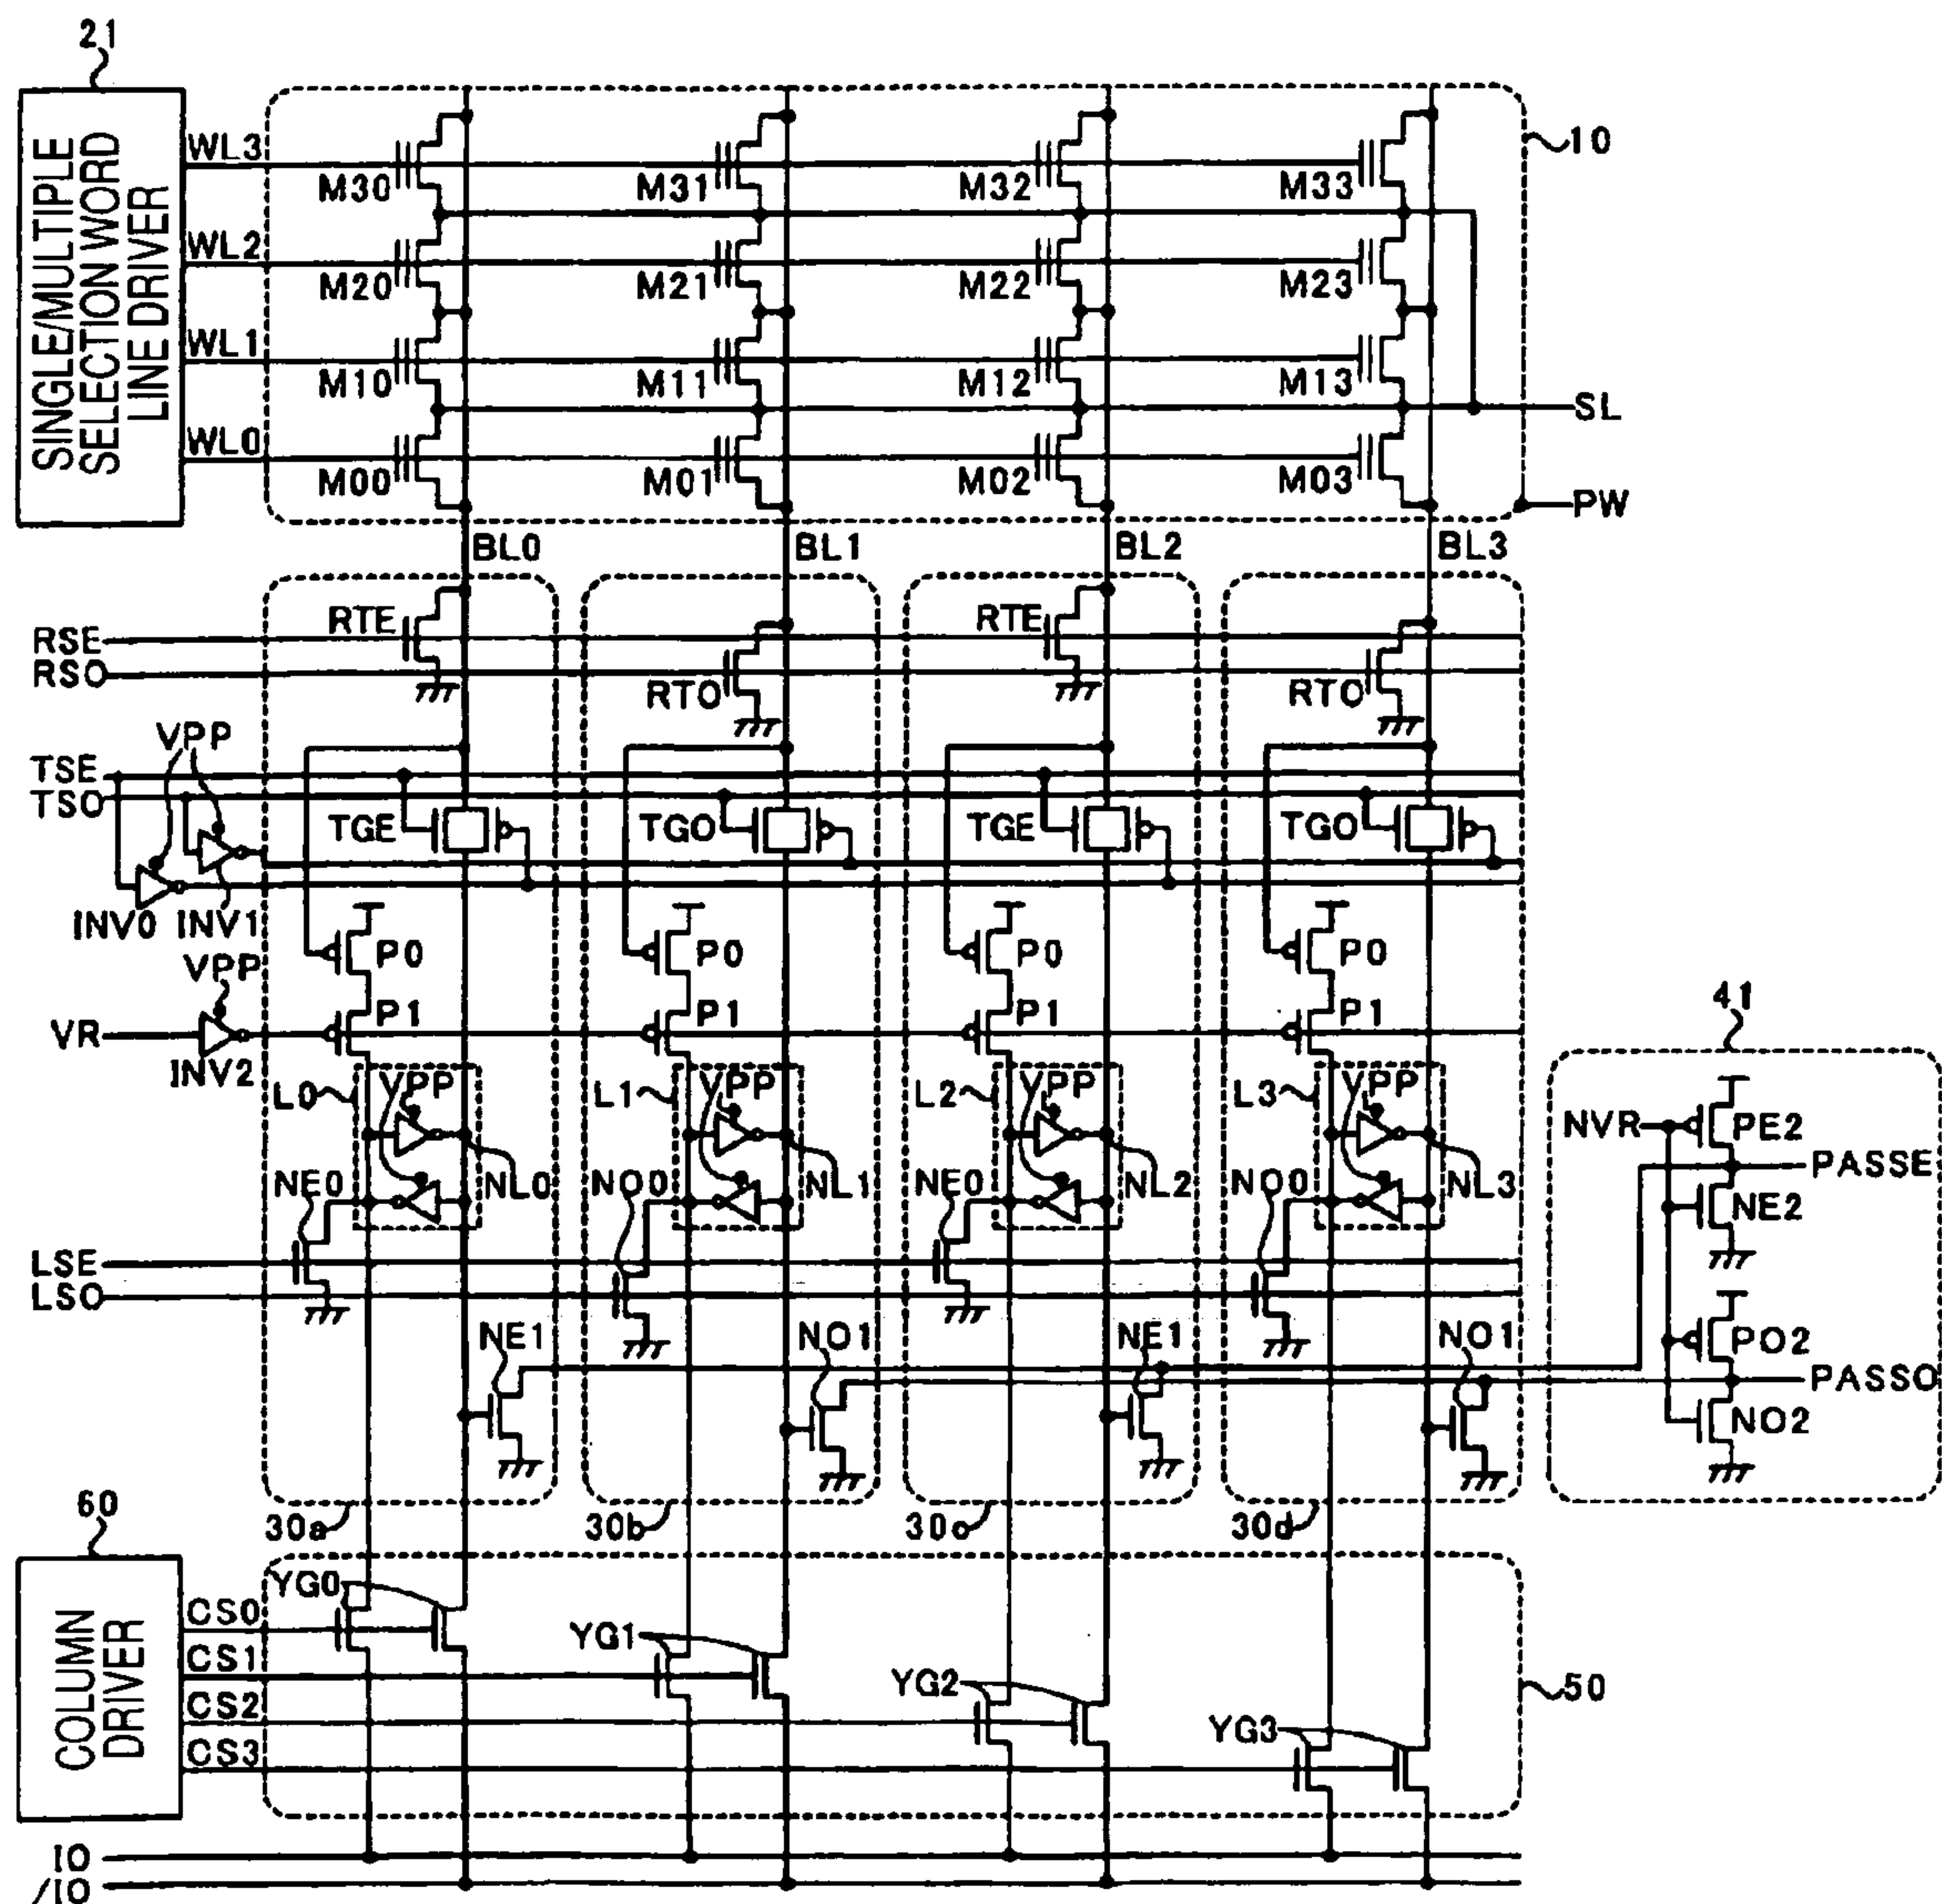 21
SINGLE/MULTIPLE
SELECTION WORD
LINE DRIVER
WL3
WL2
WL1
WL0
M30
M31
M32
M33
M20
M21
M22
M23
M10
M11
M12
M13
M00
M01
M02
M03
10
SL
PW
BL0
BL1
BL2
BL3
RSE
RSO
RTE
RTO
RTE
RTO
VPP
TSE
TSO
TGE
TGO
TGE
TGO
INV0
INV1
P0
P0
P0
P0
VPP
VR
INV2
P1
P1
P1
P1
41
L0
VPP
L1
VPP
L2
VPP
L3
VPP
NVR
PE2
PASSE
NE2
NE0
NL0
NO0
NL1
NE0
NL2
NO0
NL3
LSE
LSO
NE1
NO1
NE1
NO1
PO2
PASSO
NO2
60
30a
30b
30c
30d
COLUMN
DRIVER
CS0
CS1
CS2
CS3
YG0
YG1
YG2
YG3
50
IO
/IO